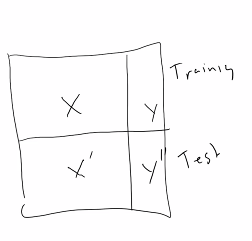 Training
X Y
X' Y''
Test